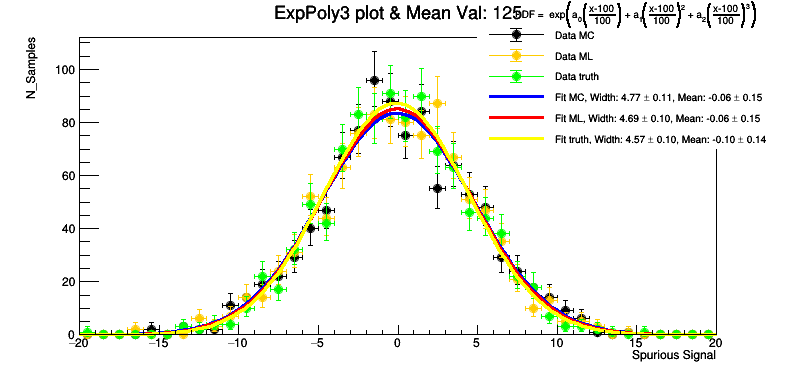 ExpPoly3 plot & Mean Val: 125
PDF = exp(a₀(x-100/100) + a₁(x-100/100)² + a₂(x-100/100)³)
N_Samples
Data MC
Data ML
Data truth
Fit MC, Width: 4.77 ± 0.11, Mean: -0.06 ± 0.15
Fit ML, Width: 4.69 ± 0.10, Mean: -0.06 ± 0.15
Fit truth, Width: 4.57 ± 0.10, Mean: -0.10 ± 0.14
100
80
60
40
20
0
−20 −15 −10 −5 0 5 10 15 20
Spurious Signal